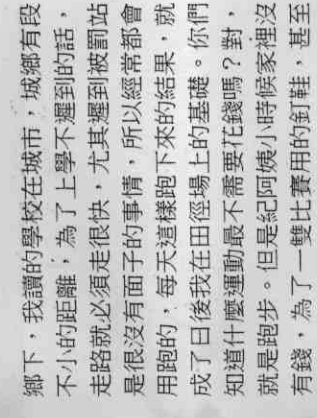 鄉下，我讀的學校在城市，城鄉有段
不小的距離；為了上學不遲到的話，
走路就必須走很快，尤其遲到被罰站
是很沒有面子的事情，所以經常都會
用跑的，每天這樣跑下來的結果，就
成了日後我在田徑場上的基礎。你們
知道什麼運動最不需要花錢嗎？對，
就是跑步。但是紀阿姨小時候家裡沒
有錢，為了一雙比賽用的釘鞋，甚至